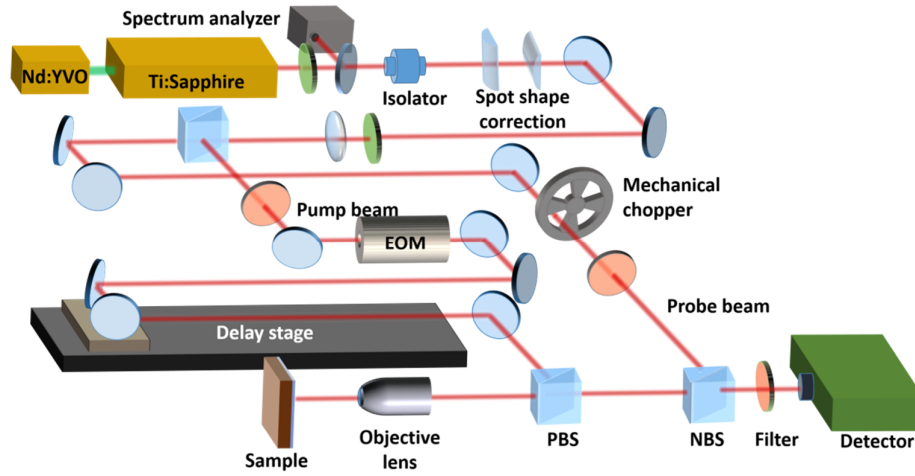 Spectrum analyzer
Nd:YVO
Ti:Sapphire
Isolator
Spot shape
correction
Mechanical
chopper
Pump beam
EOM
Probe beam
Delay stage
Sample
Objective
lens
PBS
NBS
Filter
Detector